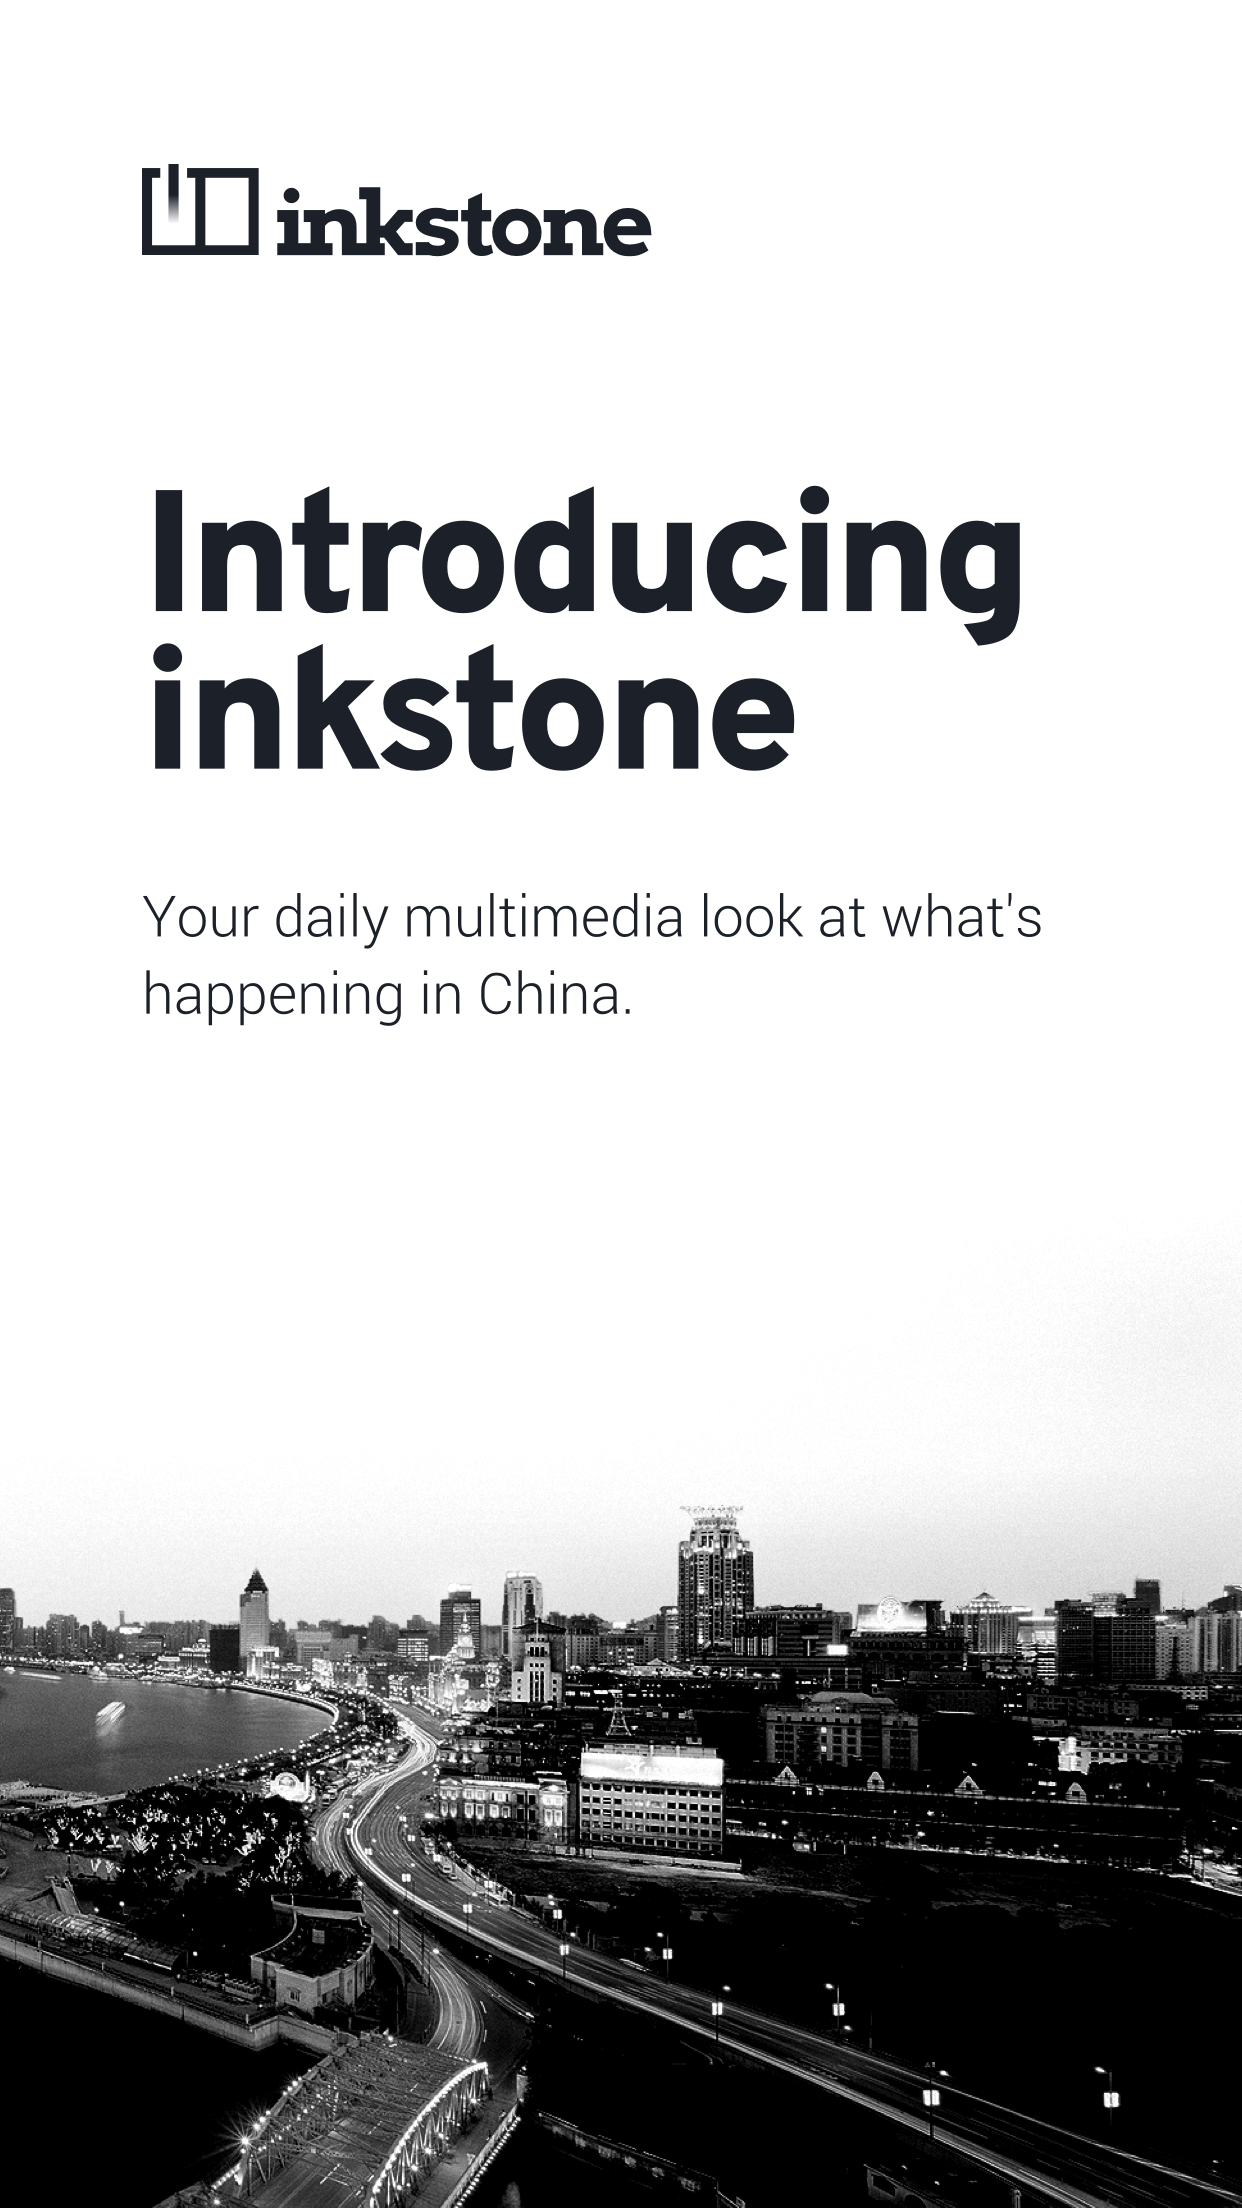 inkstone
Introducing
inkstone
Your daily multimedia look at what's
happening in China.